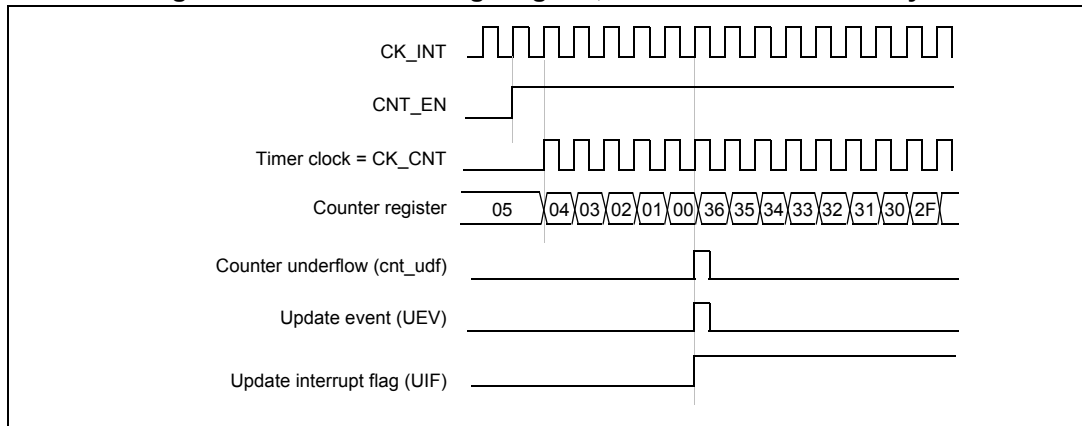 CK_INT
CNT_EN
Timer clock = CK_CNT
Counter register 05 04 03 02 01 00 36 35 34 33 32 31 30 2F
Counter underflow (cnt_udf)
Update event (UEV)
Update interrupt flag (UIF)